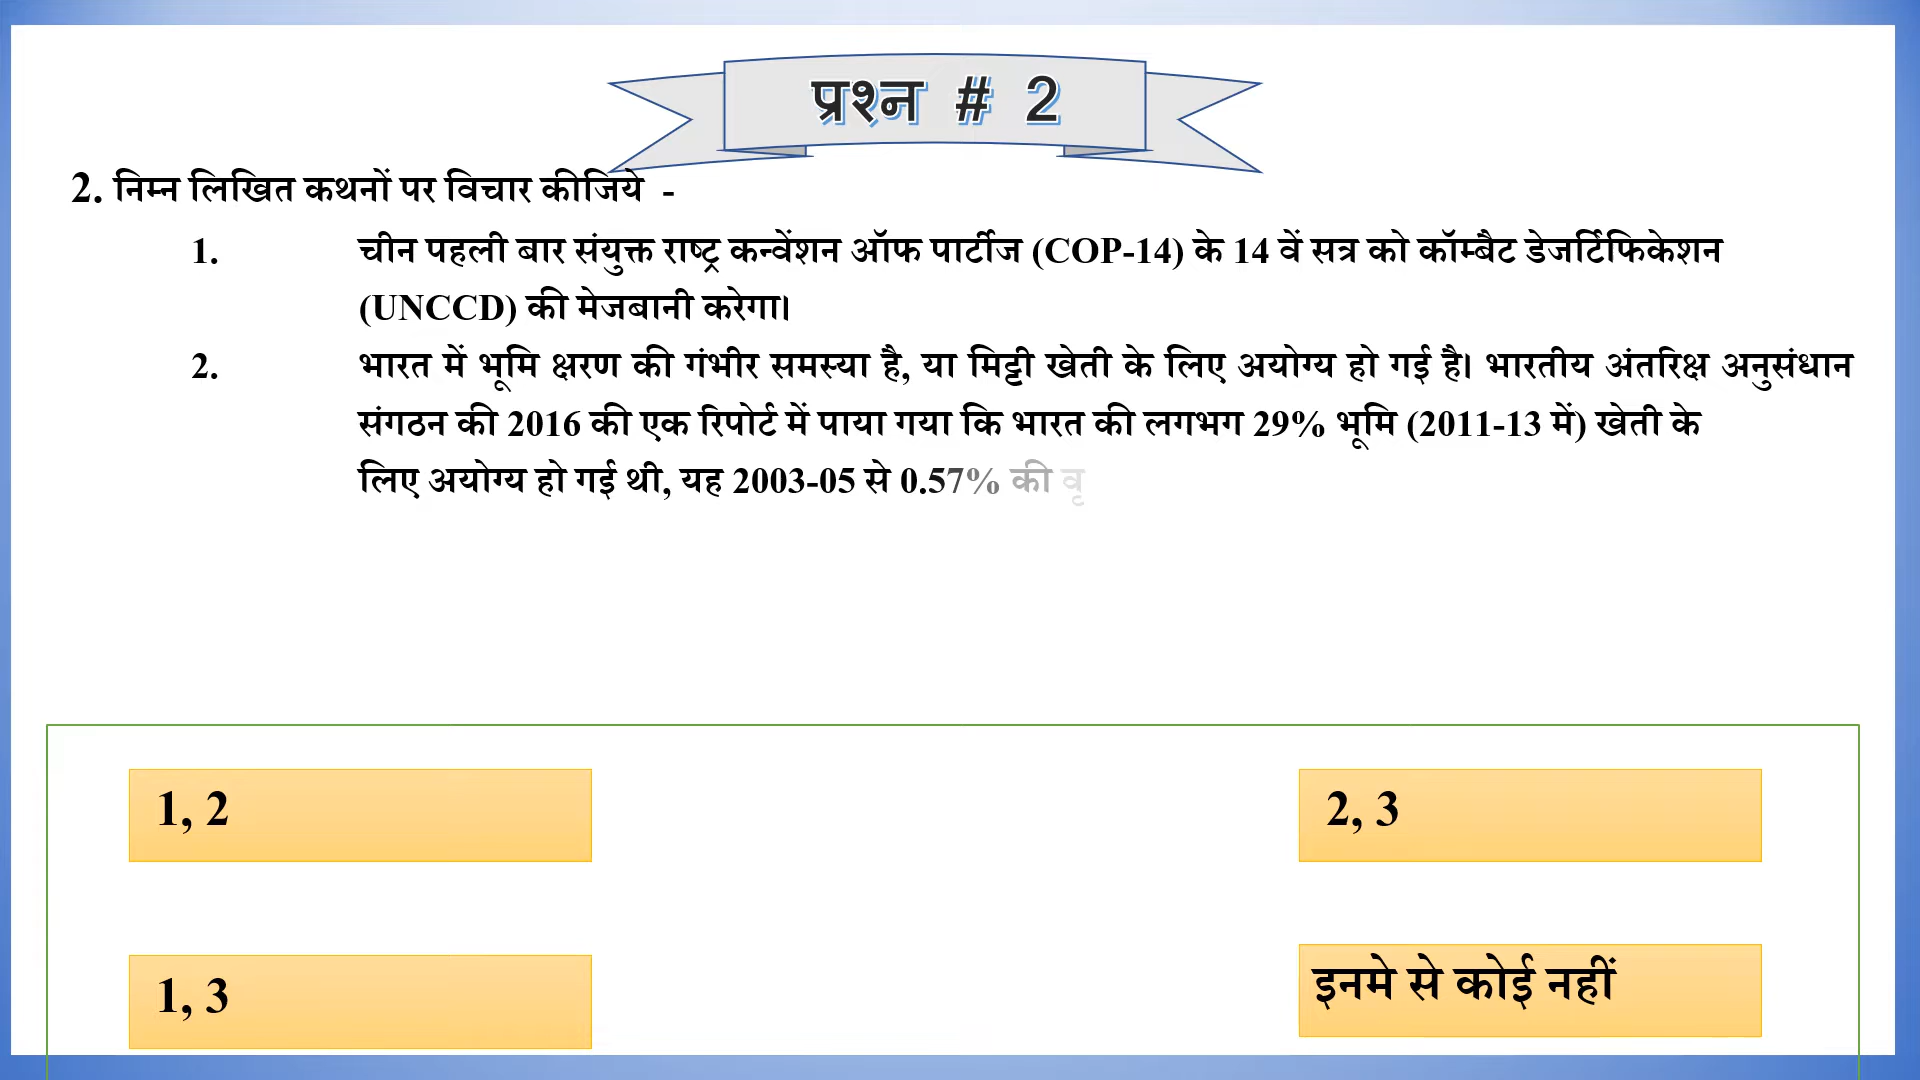 प्रश्न # 2
2. निम्न लिखित कथनों पर विचार कीजिये -
1. चीन पहली बार संयुक्त राष्ट्र कन्वेंशन ऑफ पार्टीज (COP-14) के 14 वें सत्र को कॉम्बैट डेजर्टिफिकेशन
(UNCCD) की मेजबानी करेगा।
2. भारत में भूमि क्षरण की गंभीर समस्या है, या मिट्टी खेती के लिए अयोग्य हो गई है। भारतीय अंतरिक्ष अनुसंधान
संगठन की 2016 की एक रिपोर्ट में पाया गया कि भारत की लगभग 29% भूमि (2011-13 में) खेती के
लिए अयोग्य हो गई थी, यह 2003-05 से 0.57% की वृ
1, 2
2, 3
1, 3
इनमे से कोई नहीं